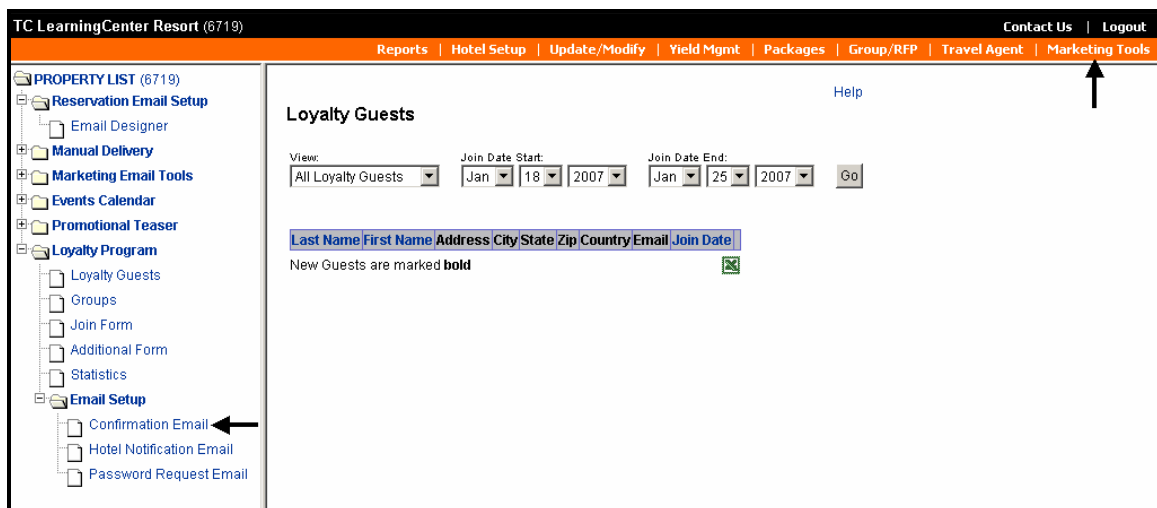 TC LearningCenter Resort (6719)
Contact Us | Logout
Reports | Hotel Setup | Update/Modify | Yield Mgmt | Packages | Group/RFP | Travel Agent | Marketing Tools
PROPERTY LIST (6719)
Reservation Email Setup
Email Designer
Manual Delivery
Marketing Email Tools
Events Calendar
Promotional Teaser
Loyalty Program
Loyalty Guests
Groups
Join Form
Additional Form
Statistics
Email Setup
Confirmation Email
Hotel Notification Email
Password Request Email
Help
Loyalty Guests
View: Join Date Start: Join Date End:
All Loyalty Guests Jan 18 2007 Jan 25 2007 Go
Last Name First Name Address City State Zip Country Email Join Date
New Guests are marked bold